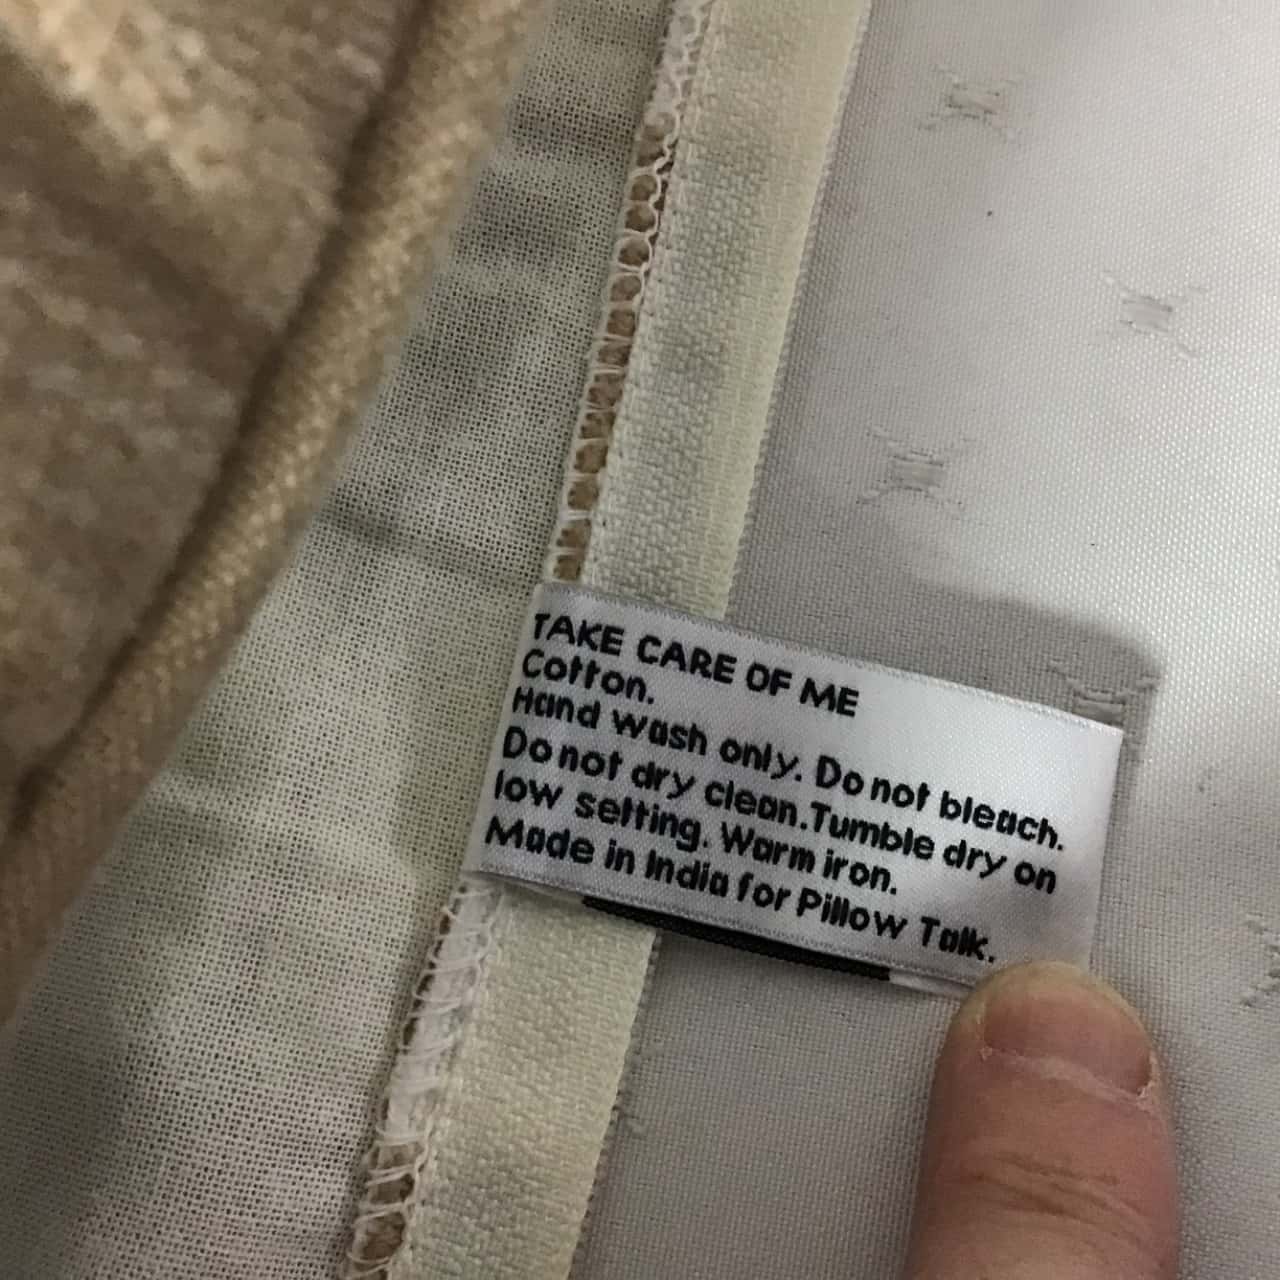 TAKE CARE OF ME
Cotton.
Hand wash only. Do not bleach.
Do not dry clean. Tumble dry on
low setting. Warm iron.
Made in India for Pillow Talk.